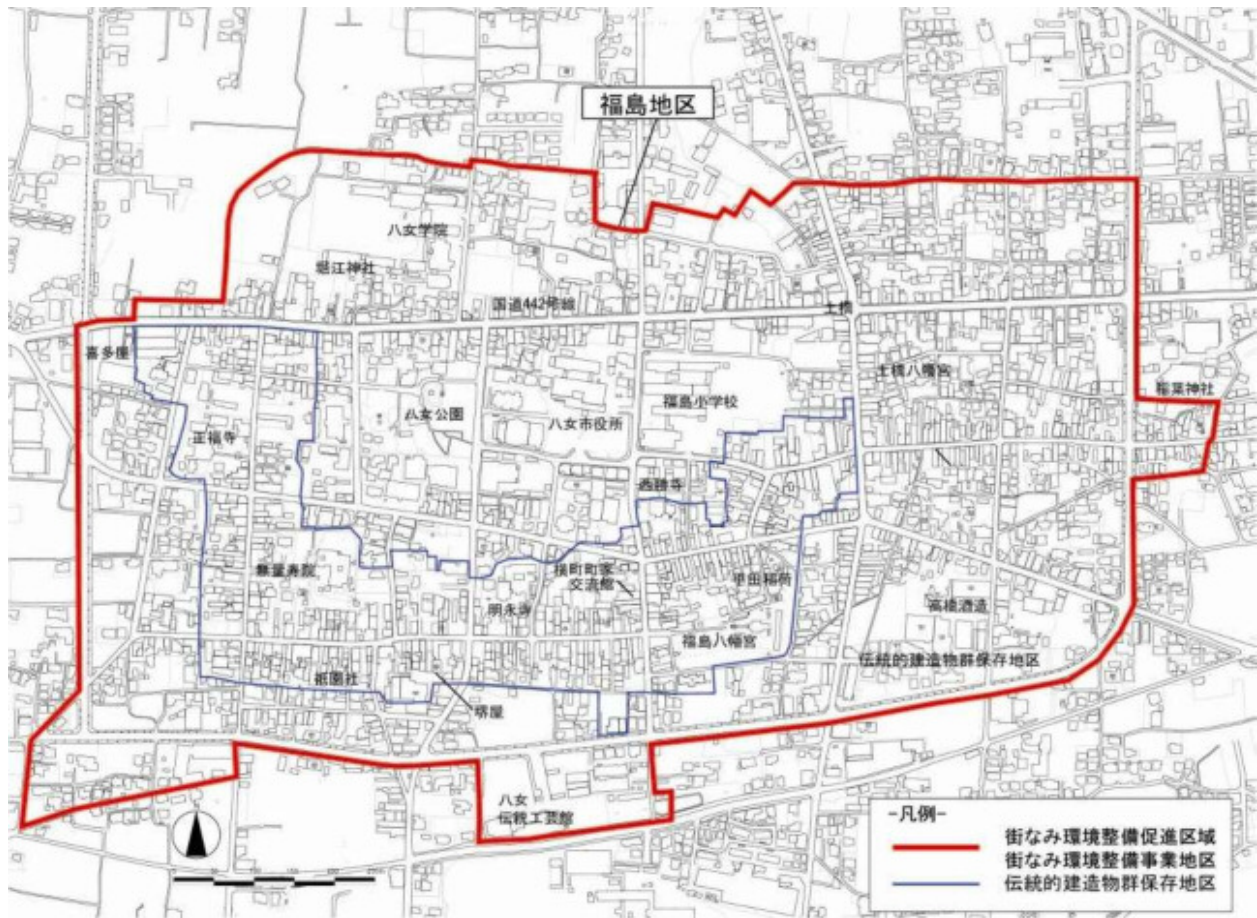 福島地区
八女学院
堀江神社
国道442号線
土橋
喜多屋
土橋八幡宮
稲葉神社
福島小学校
八女公園
八女市役所
正福寺
西勝寺
無量寿院
横町町家
交流館
甲田稲荷
明永寺
高橋酒造
福島八幡宮
伝統的建造物群保存地区
祇園社
堺屋
八女
伝統工芸館
-凡例-
街なみ環境整備促進区域
街なみ環境整備事業地区
伝統的建造物群保存地区